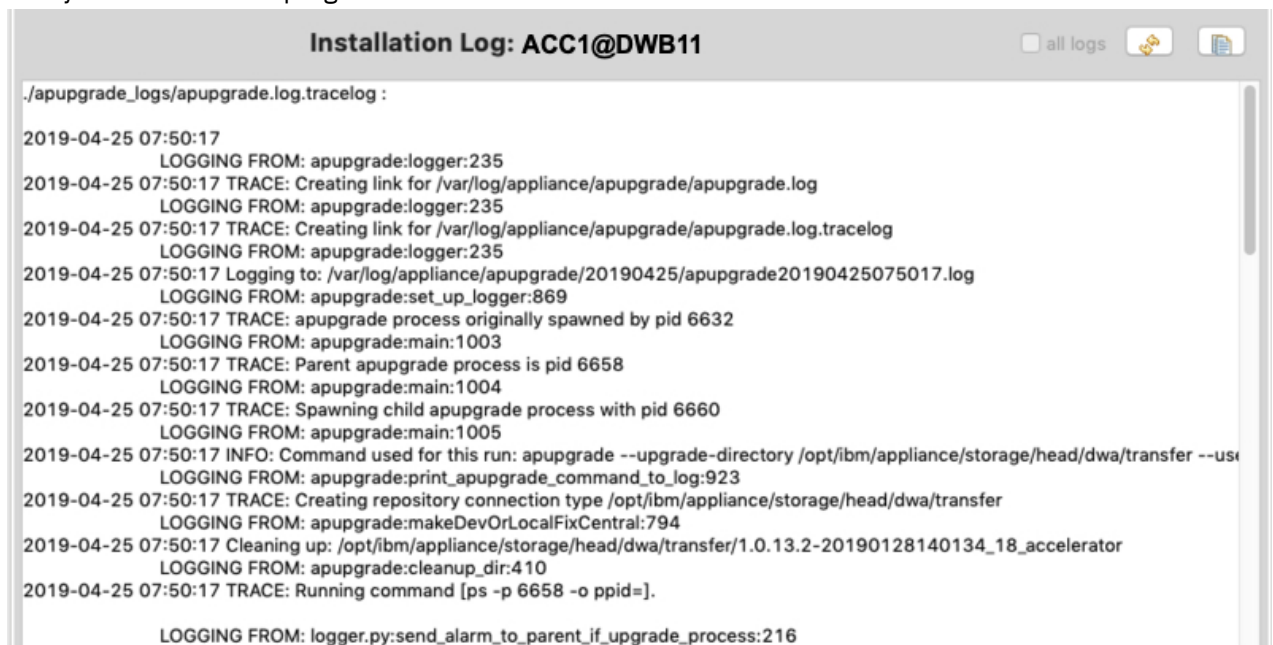 Installation Log: ACC1@DWB11
all logs
./apupgrade_logs/apupgrade.log.tracelog :
2019-04-25 07:50:17
LOGGING FROM: apupgrade:logger:235
2019-04-25 07:50:17 TRACE: Creating link for /var/log/appliance/apupgrade/apupgrade.log
LOGGING FROM: apupgrade:logger:235
2019-04-25 07:50:17 TRACE: Creating link for /var/log/appliance/apupgrade/apupgrade.log.tracelog
LOGGING FROM: apupgrade:logger:235
2019-04-25 07:50:17 Logging to: /var/log/appliance/apupgrade/20190425/apupgrade20190425075017.log
LOGGING FROM: apupgrade:set_up_logger:869
2019-04-25 07:50:17 TRACE: apupgrade process originally spawned by pid 6632
LOGGING FROM: apupgrade:main:1003
2019-04-25 07:50:17 TRACE: Parent apupgrade process is pid 6658
LOGGING FROM: apupgrade:main:1004
2019-04-25 07:50:17 TRACE: Spawning child apupgrade process with pid 6660
LOGGING FROM: apupgrade:main:1005
2019-04-25 07:50:17 INFO: Command used for this run: apupgrade --upgrade-directory /opt/ibm/appliance/storage/head/dwa/transfer --use
LOGGING FROM: apupgrade:print_apupgrade_command_to_log:923
2019-04-25 07:50:17 TRACE: Creating repository connection type /opt/ibm/appliance/storage/head/dwa/transfer
LOGGING FROM: apupgrade:makeDevOrLocalFixCentral:794
2019-04-25 07:50:17 Cleaning up: /opt/ibm/appliance/storage/head/dwa/transfer/1.0.13.2-20190128140134_18_accelerator
LOGGING FROM: apupgrade:cleanup_dir:410
2019-04-25 07:50:17 TRACE: Running command [ps -p 6658 -o ppid=].
LOGGING FROM: logger.py:send_alarm_to_parent_if_upgrade_process:216